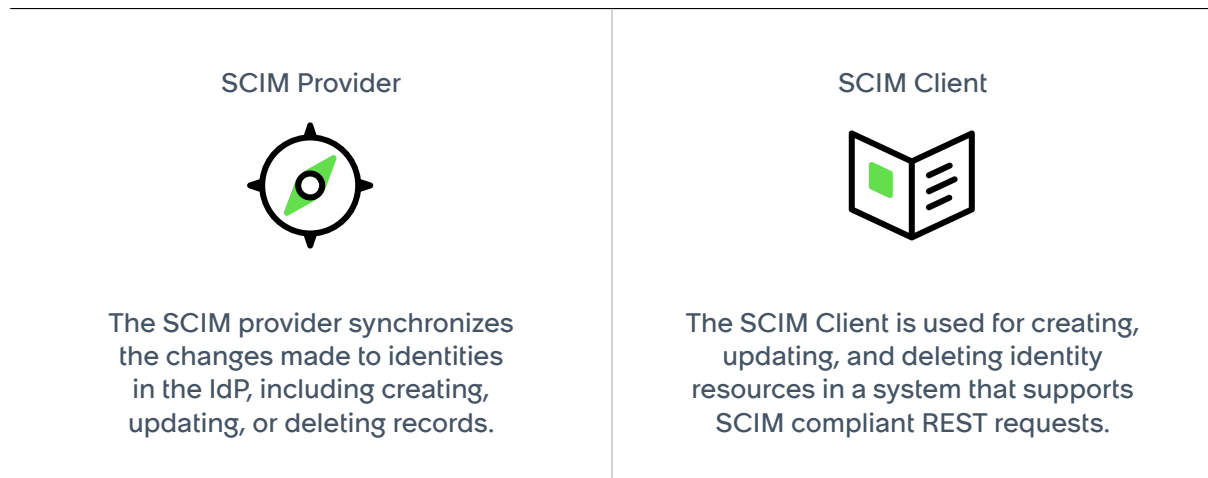 SCIM Provider
The SCIM provider synchronizes
the changes made to identities
in the IdP, including creating,
updating, or deleting records.
SCIM Client
The SCIM Client is used for creating,
updating, and deleting identity
resources in a system that supports
SCIM compliant REST requests.